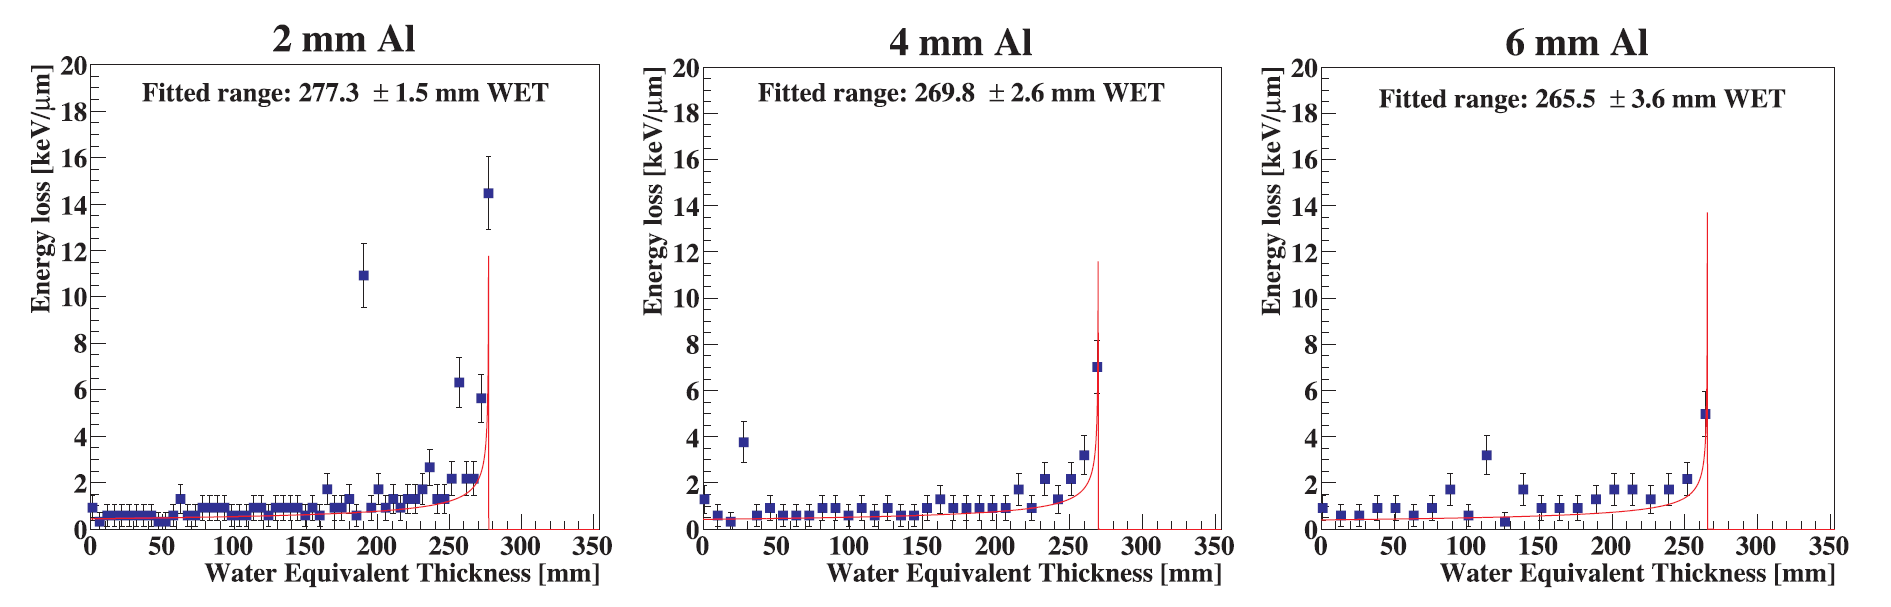 2 mm Al
Fitted range: 277.3 ± 1.5 mm WET
Energy loss [keV/μm]
20
18
16
14
12
10
8
6
4
2
0
0 50 100 150 200 250 300 350
Water Equivalent Thickness [mm]
4 mm Al
Fitted range: 269.8 ± 2.6 mm WET
Energy loss [keV/μm]
20
18
16
14
12
10
8
6
4
2
0
0 50 100 150 200 250 300 350
Water Equivalent Thickness [mm]
6 mm Al
Fitted range: 265.5 ± 3.6 mm WET
Energy loss [keV/μm]
20
18
16
14
12
10
8
6
4
2
0
0 50 100 150 200 250 300 350
Water Equivalent Thickness [mm]